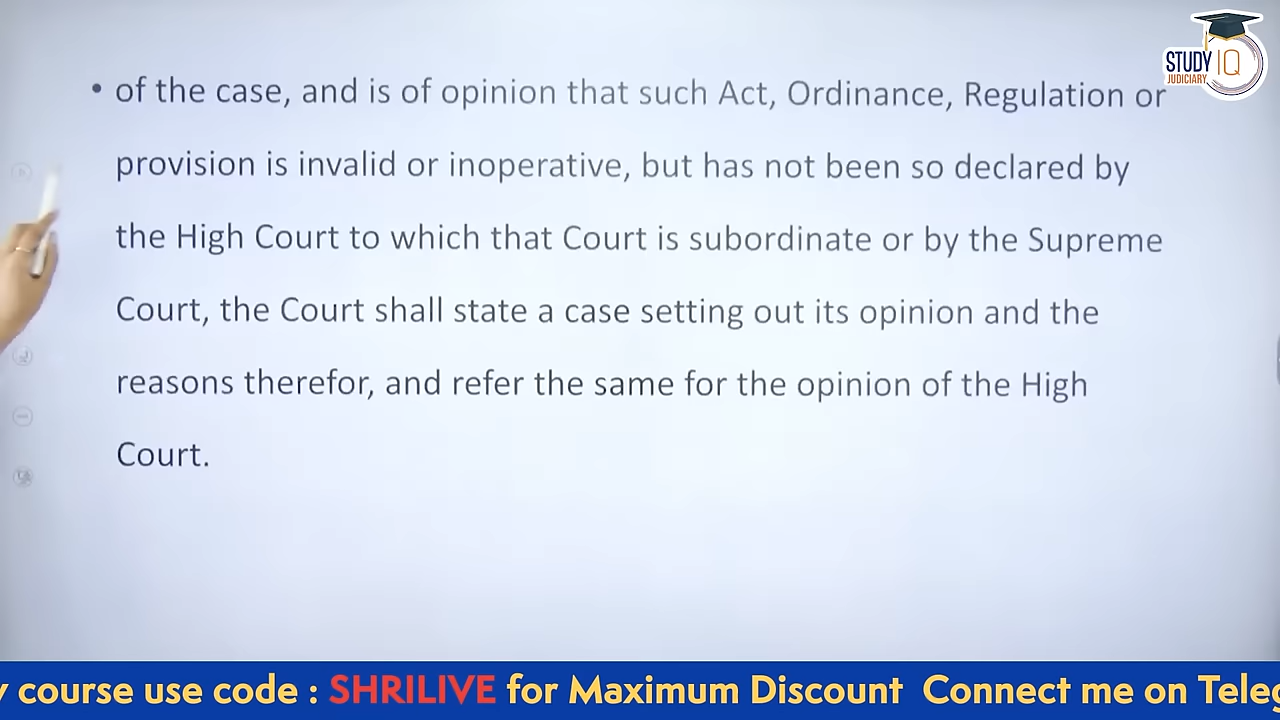 STUDY IQ
JUDICIARY
• of the case, and is of opinion that such Act, Ordinance, Regulation or
provision is invalid or inoperative, but has not been so declared by
the High Court to which that Court is subordinate or by the Supreme
Court, the Court shall state a case setting out its opinion and the
reasons therefor, and refer the same for the opinion of the High
Court.
course use code : SHRILIVE for Maximum Discount Connect me on